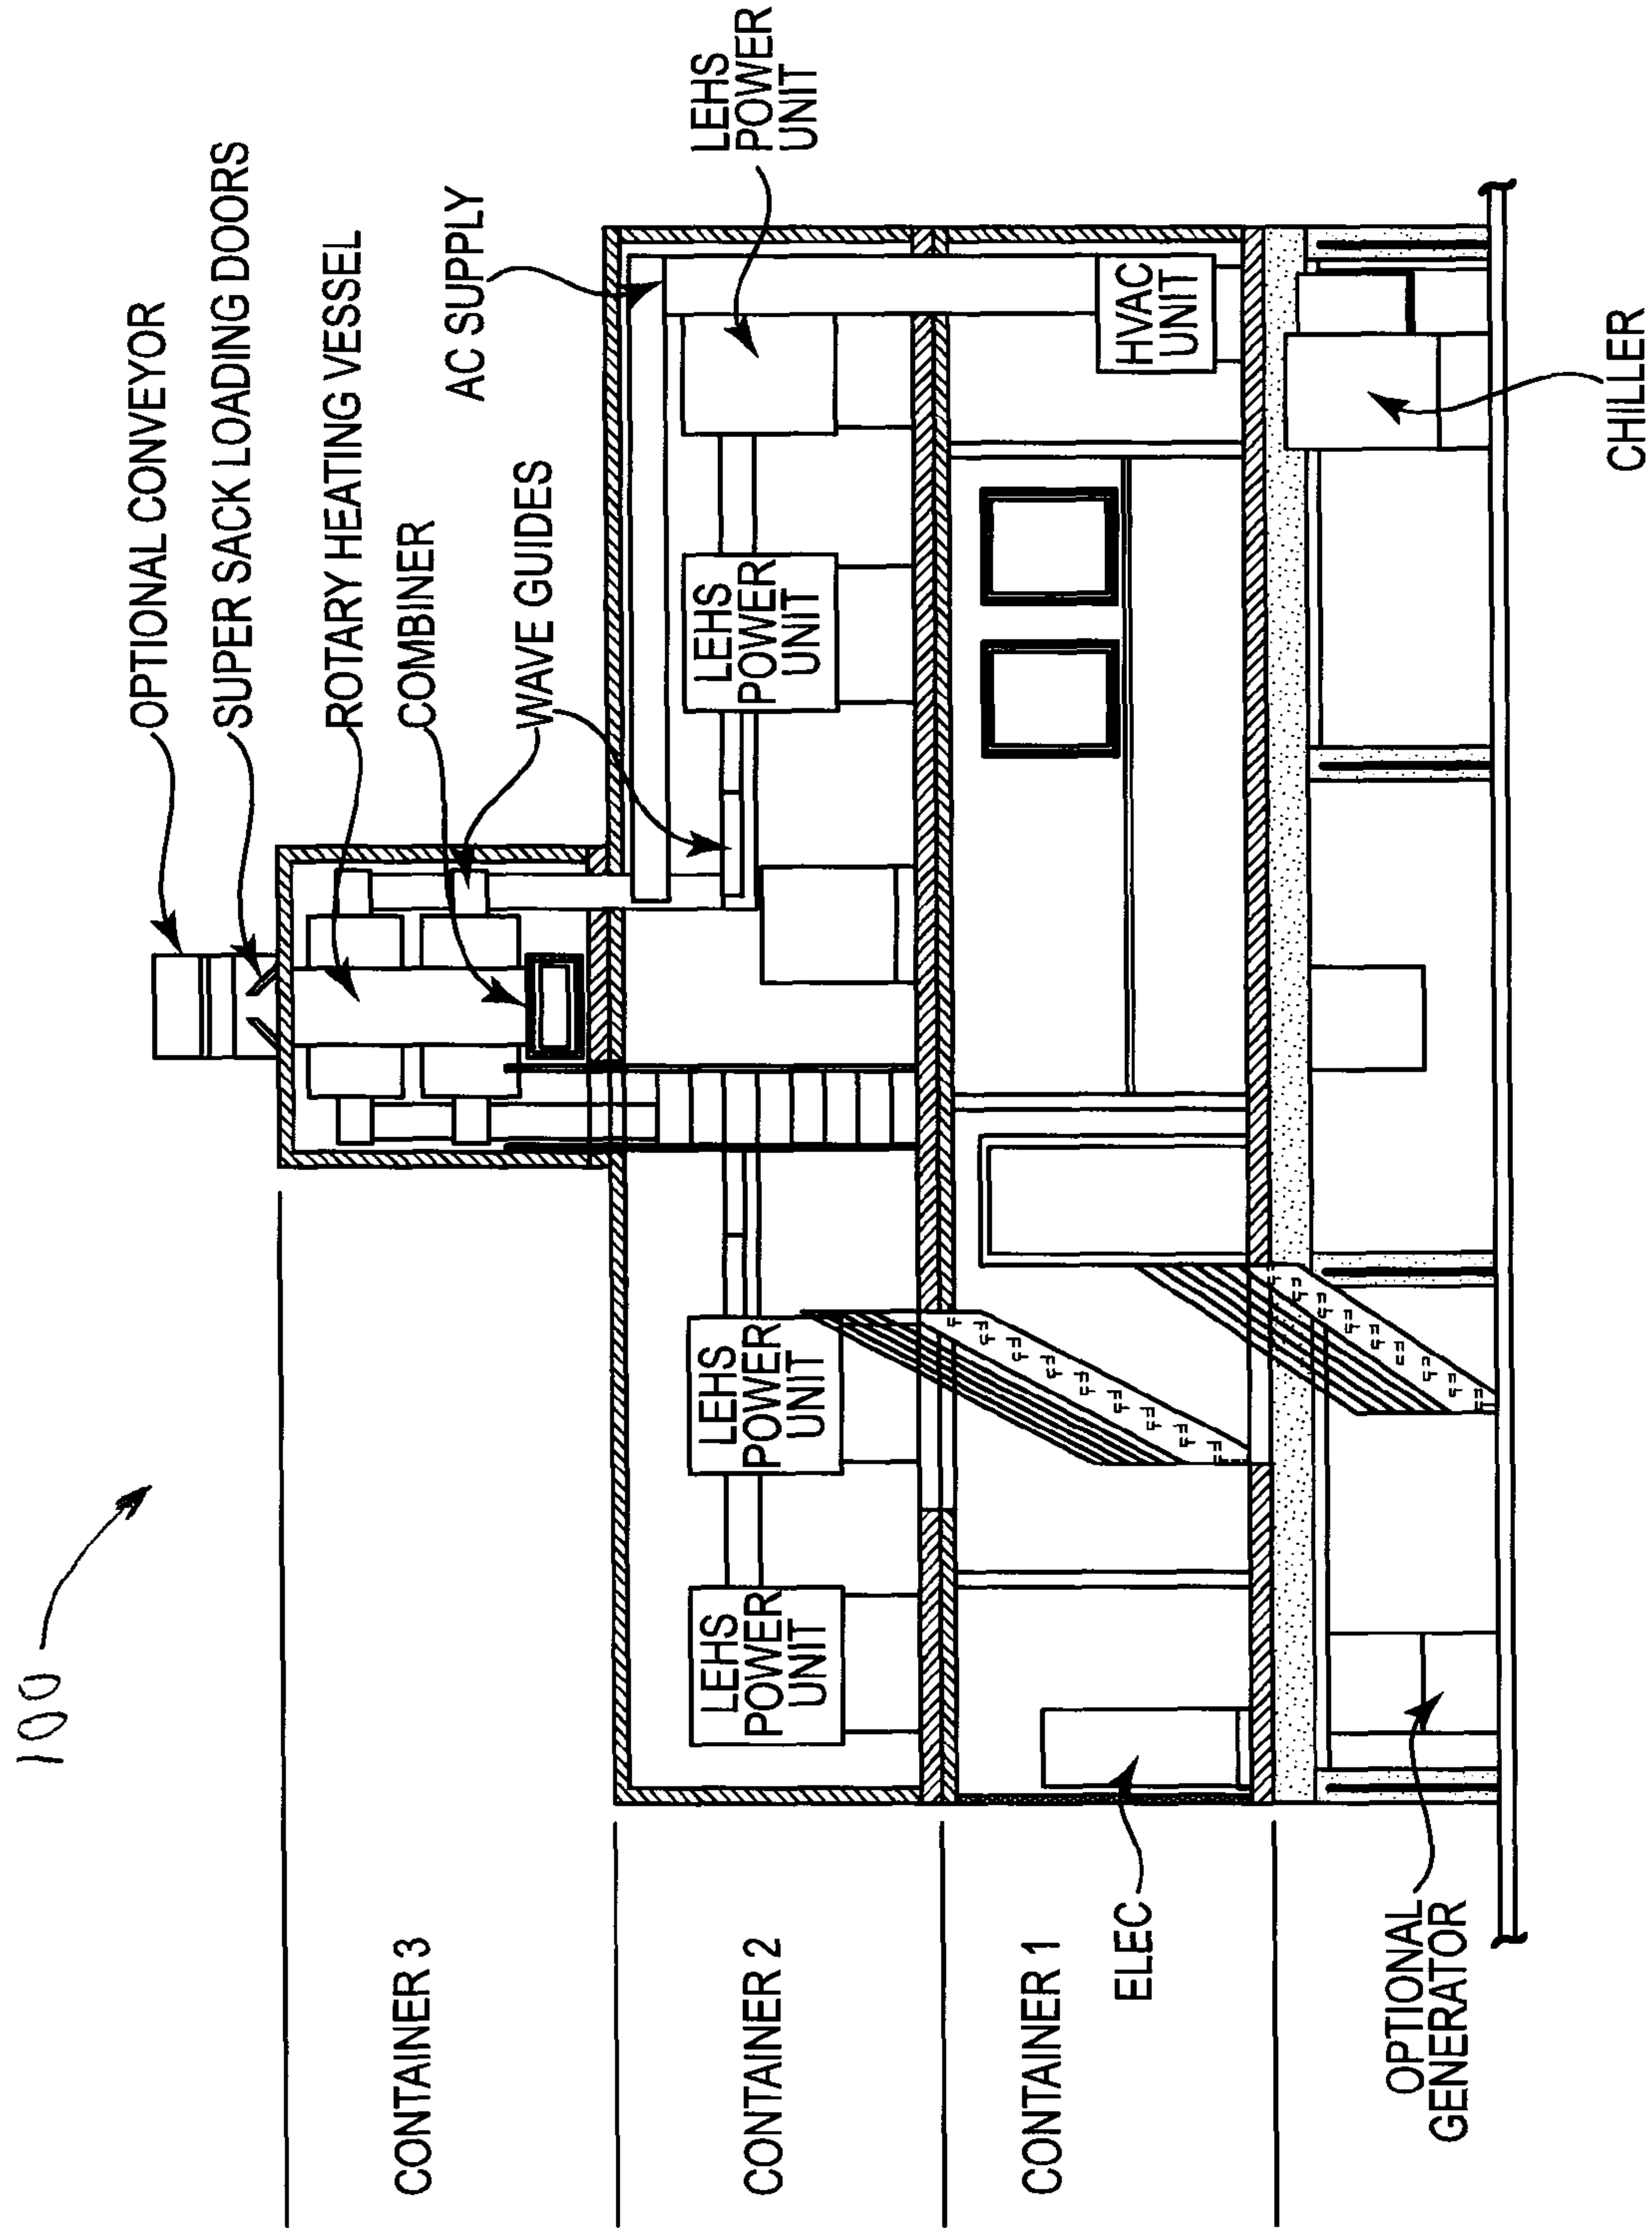 100
OPTIONAL CONVEYOR
SUPER SACK LOADING DOORS
ROTARY HEATING VESSEL
COMBINER
WAVE GUIDES
AC SUPPLY
LEHS
POWER
UNIT
CONTAINER 3
CONTAINER 2
LEHS
POWER
UNIT
LEHS
POWER
UNIT
LEHS
POWER
UNIT
CONTAINER 1
ELEC
HVAC
UNIT
OPTIONAL
GENERATOR
CHILLER